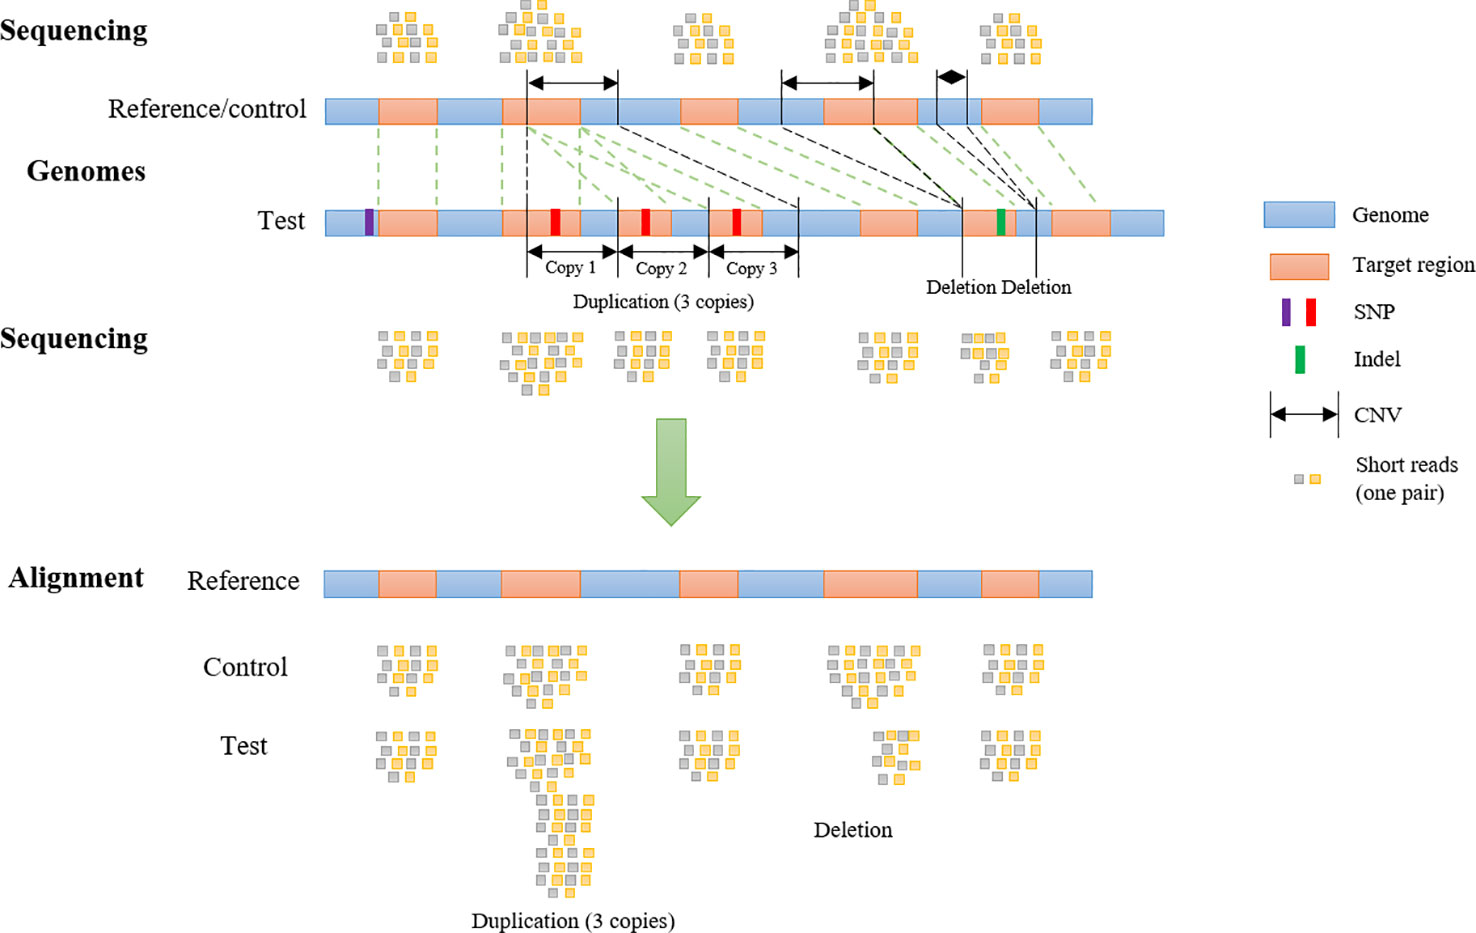 Sequencing
Reference/control
Genomes
Test
Copy 1
Copy 2
Copy 3
Deletion Deletion
Duplication (3 copies)
Sequencing
Genome
Target region
SNP
Indel
CNV
Short reads
(one pair)
Alignment
Reference
Control
Test
Deletion
Duplication (3 copies)